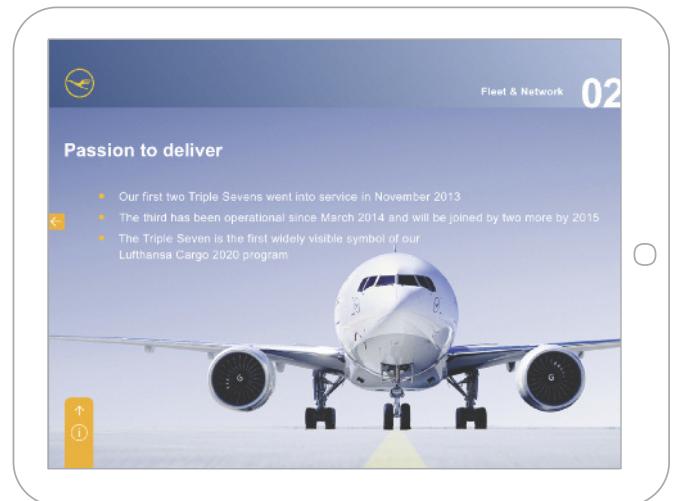 Fleet & Network 02
Passion to deliver
Our first two Triple Sevens went into service in November 2013
The third has been operational since March 2014 and will be joined by two more by 2015
The Triple Seven is the first widely visible symbol of our
Lufthansa Cargo 2020 program